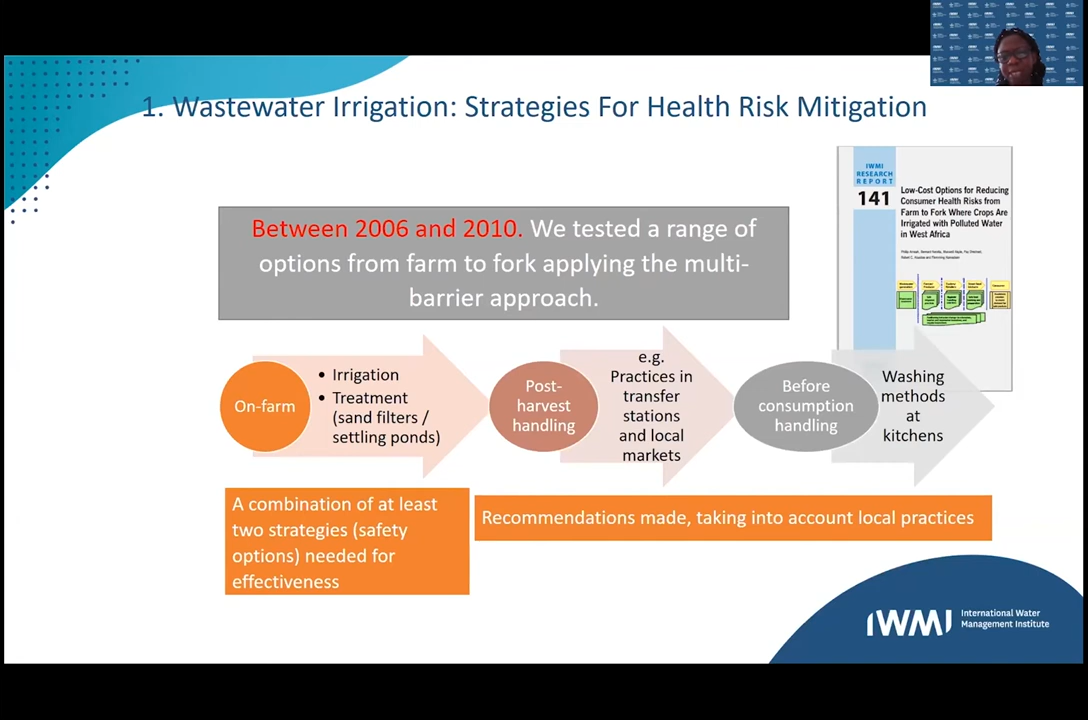 1. Wastewater Irrigation: Strategies For Health Risk Mitigation
IWMI
RESEARCH
REPORT
141
Low-Cost Options for Reducing
Consumer Health Risks from
Farm to Fork Where Crops Are
Irrigated with Polluted Water
in West Africa
Between 2006 and 2010. We tested a range of
options from farm to fork applying the multi-
barrier approach.
On-farm
• Irrigation
• Treatment
(sand filters /
settling ponds)
Post-
harvest
handling
e.g.
Practices in
transfer
stations
and local
markets
Before
consumption
handling
Washing
methods
at
kitchens
A combination of at least
two strategies (safety
options) needed for
effectiveness
Recommendations made, taking into account local practices
IWMI
International Water
Management Institute